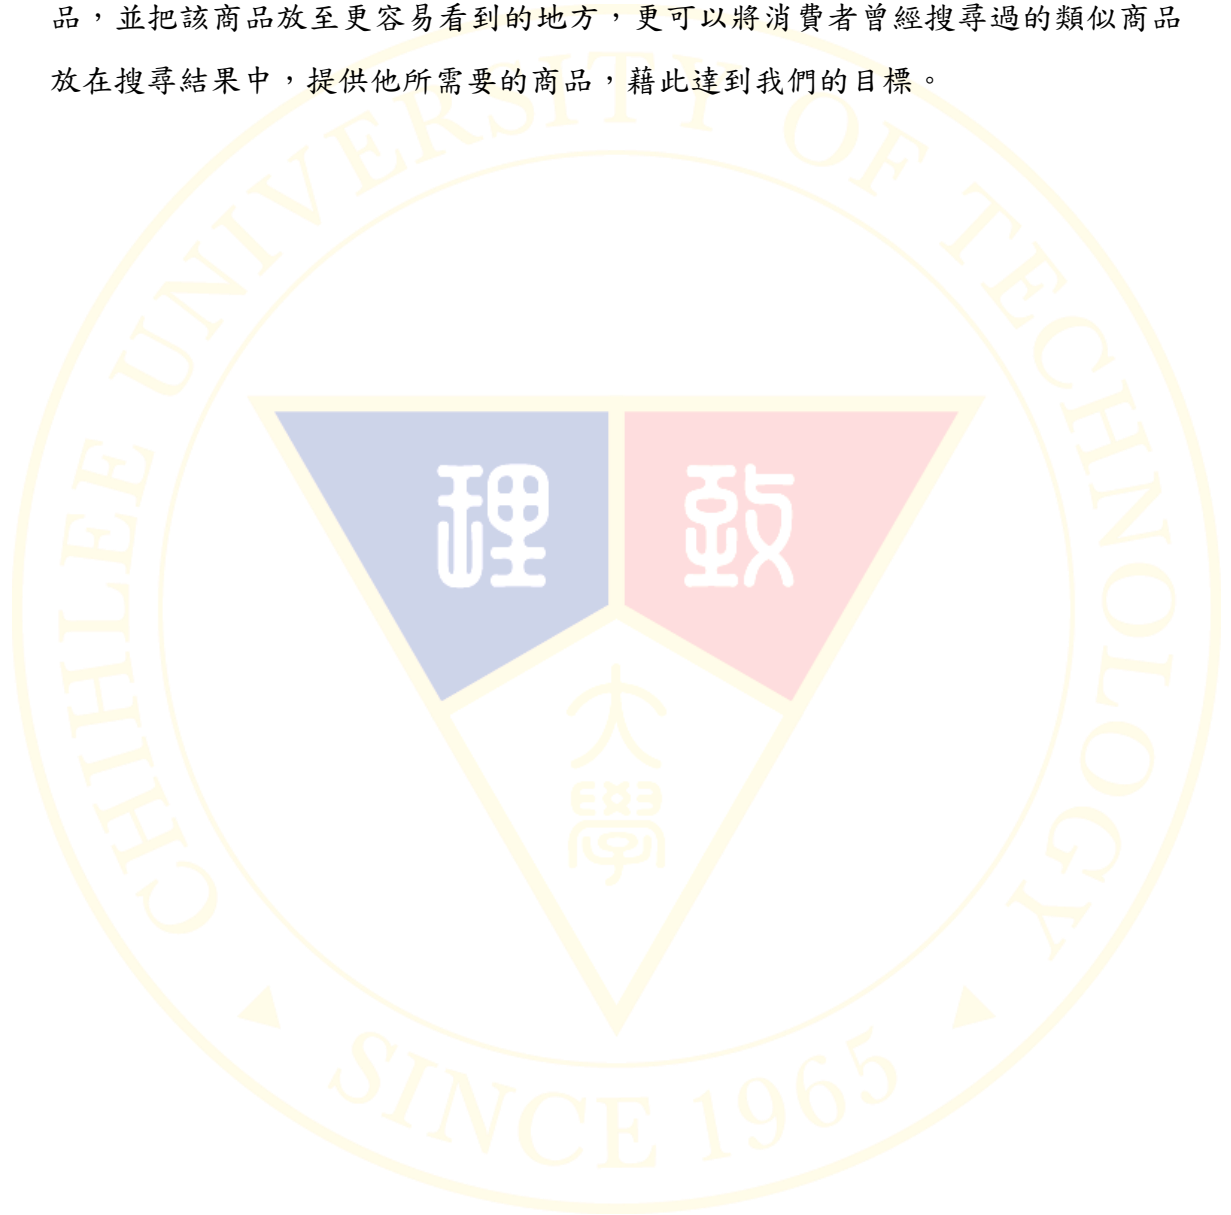 品，並把該商品放至更容易看到的地方，更可以將消費者曾經搜尋過的類似商品
放在搜尋結果中，提供他所需要的商品，藉此達到我們的目標。
CHIHLEE UNIVERSITY OF TECHNOLOGY
理 致
大
學
SINCE 1965